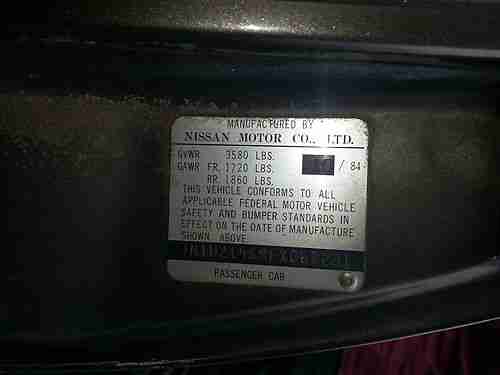 MANUFACTURED BY
NISSAN MOTOR CO., LTD.
GVWR 3580 LBS. / 84
GAWR FR. 1720 LBS.
RR. 1860 LBS.
THIS VEHICLE CONFORMS TO ALL
APPLICABLE FEDERAL MOTOR VEHICLE
SAFETY AND BUMPER STANDARDS IN
EFFECT ON THE DATE OF MANUFACTURE
SHOWN ABOVE
PASSENGER CAR